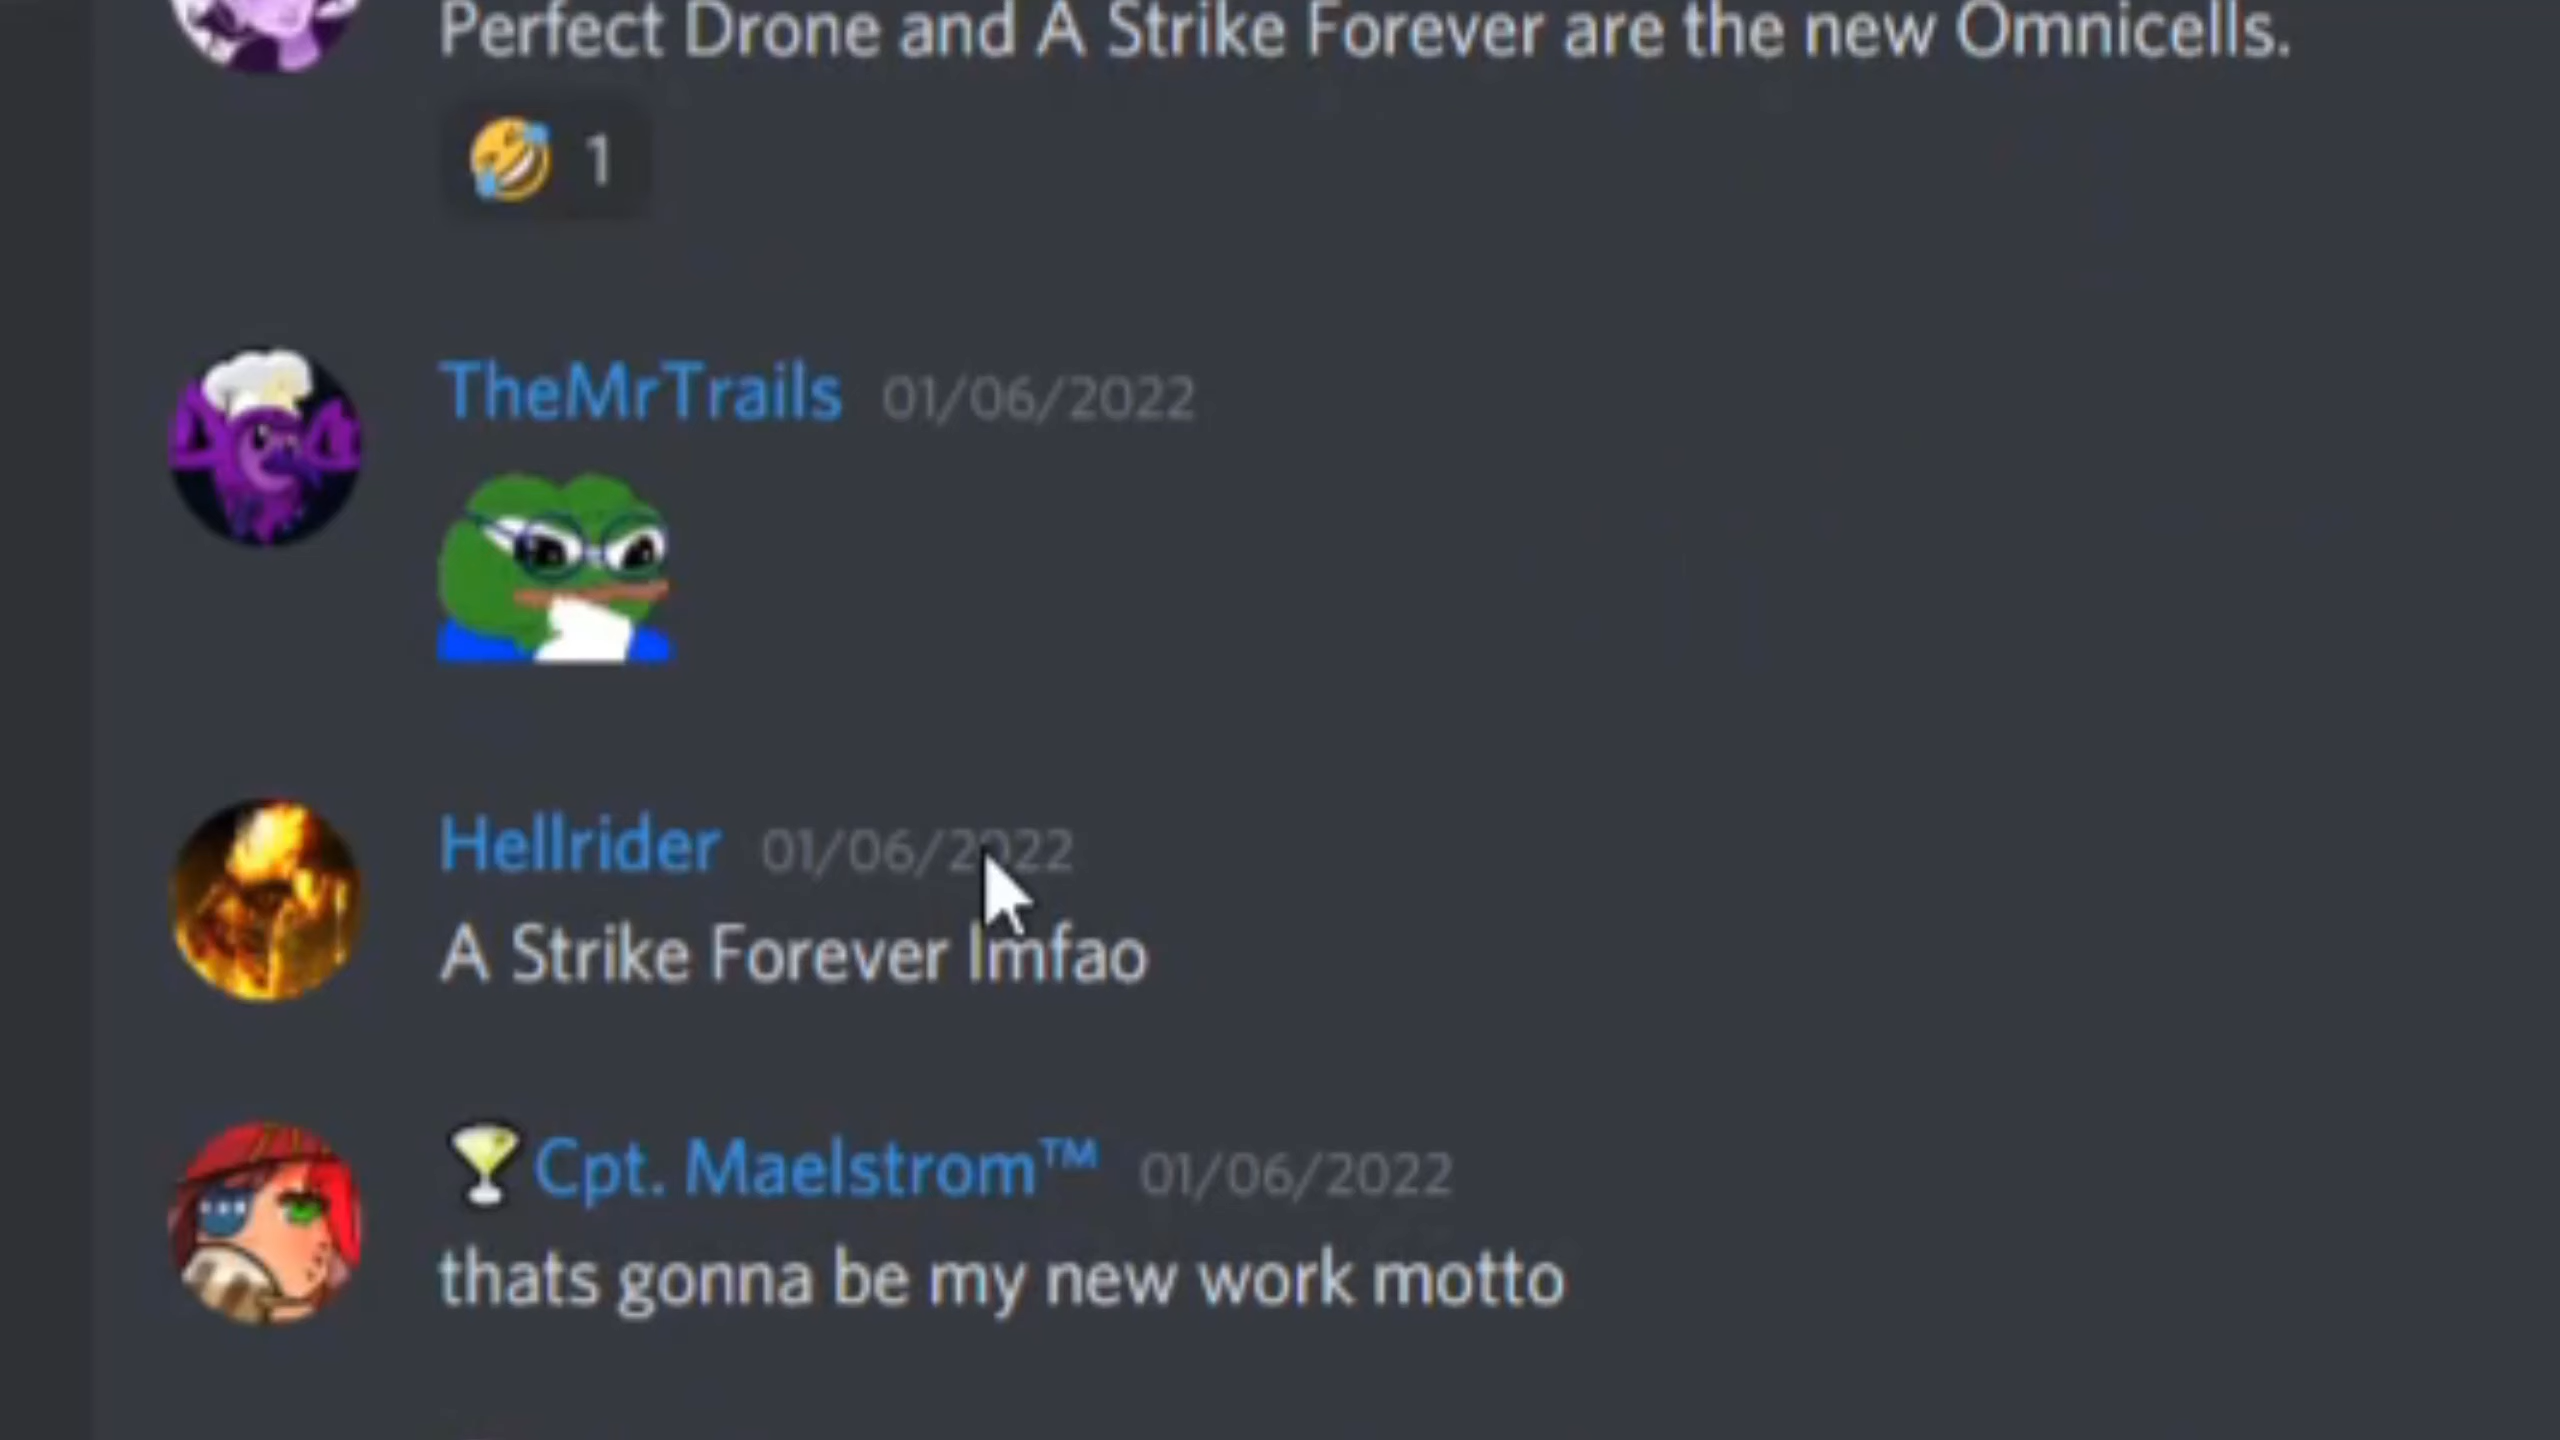 Perfect Drone and A Strike Forever are the new Omnicells.
1
TheMrTrails 01/06/2022
Hellrider 01/06/2022
A Strike Forever lmfao
Cpt. Maelstrom™ 01/06/2022
thats gonna be my new work motto